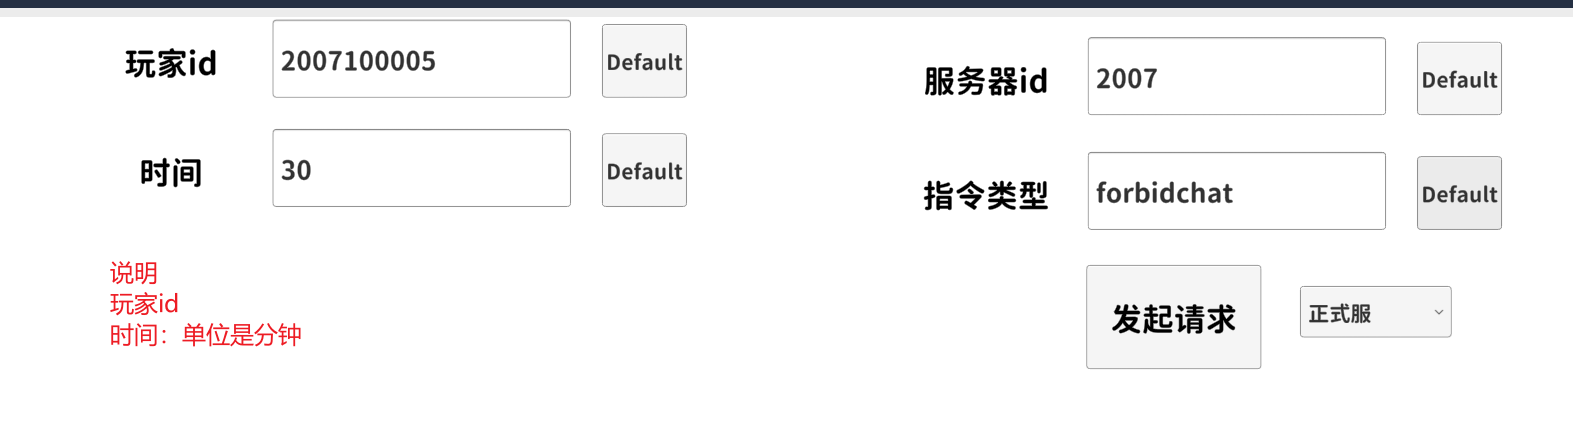 玩家id
2007100005
Default
服务器id
2007
Default
时间
30
Default
指令类型
forbidchat
Default
说明
玩家id
时间：单位是分钟
发起请求
正式服